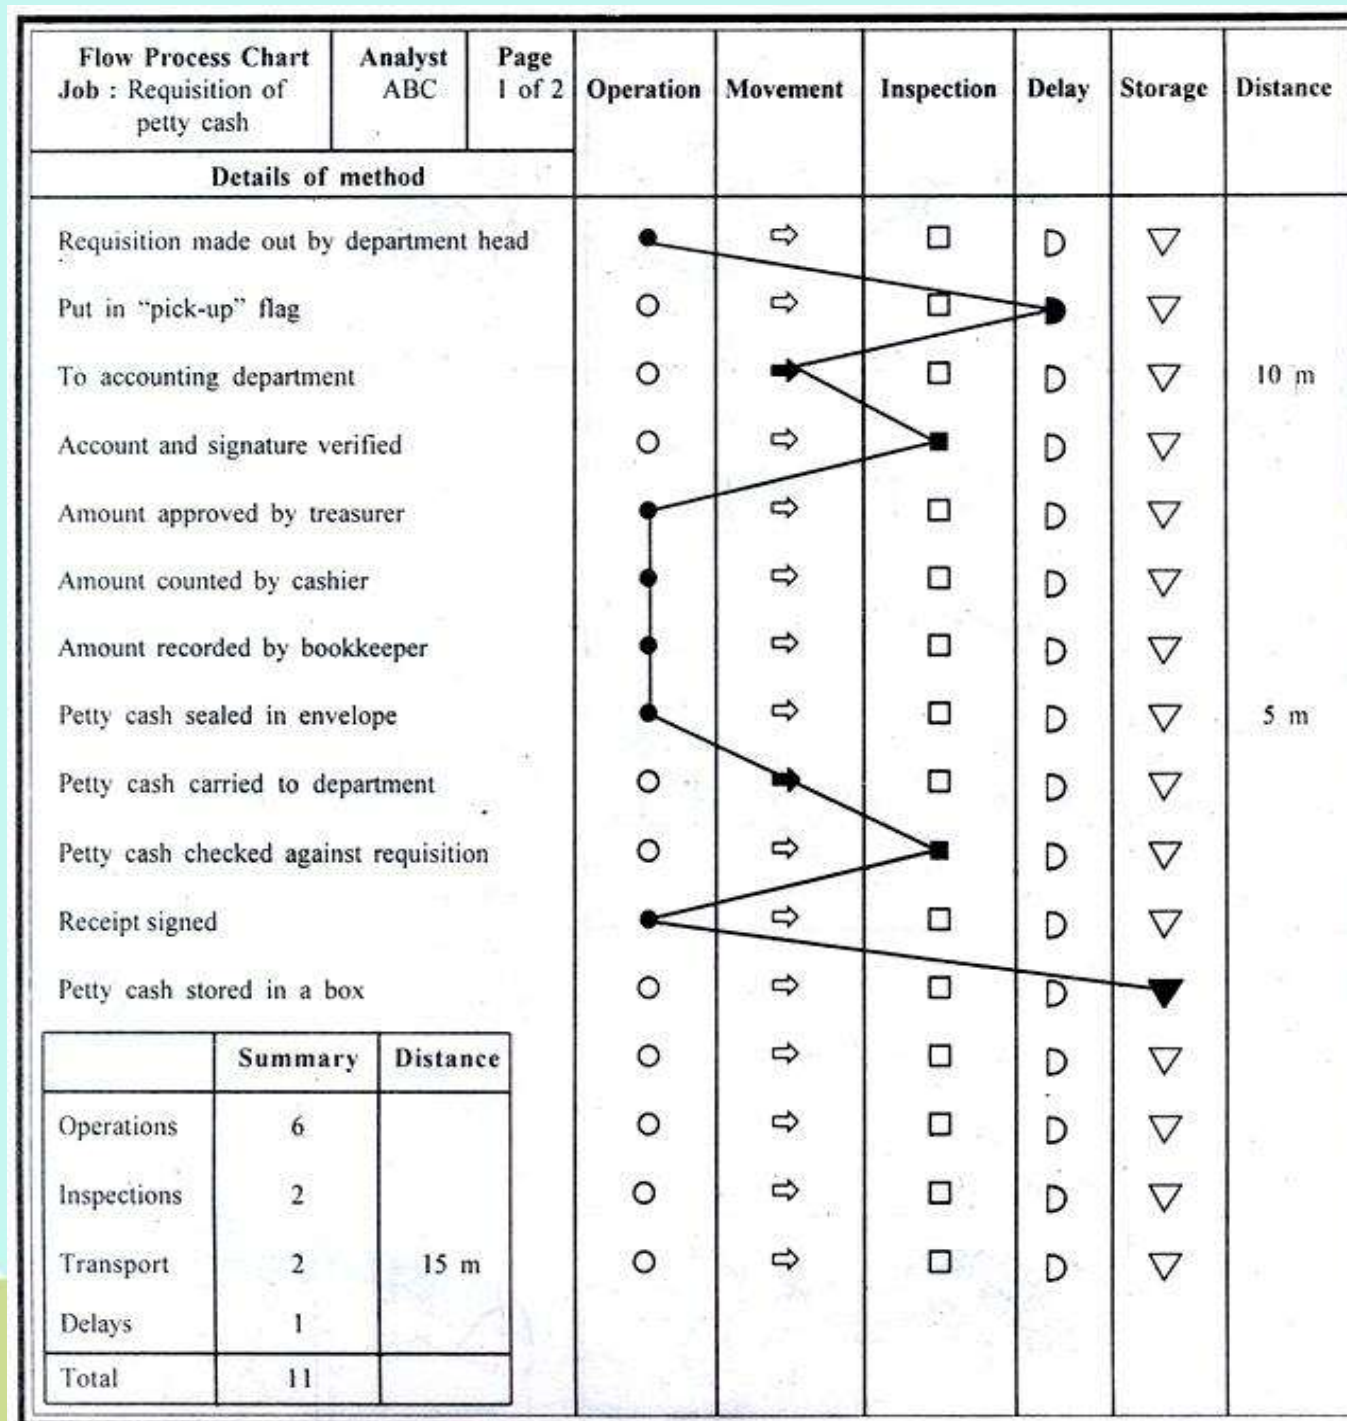 Flow Process Chart
Job : Requisition of
petty cash
Analyst
ABC
Page
1 of 2
Operation
Movement
Inspection
Delay
Storage
Distance
Details of method
Requisition made out by department head
Put in “pick-up” flag
To accounting department
10 m
Account and signature verified
Amount approved by treasurer
Amount counted by cashier
Amount recorded by bookkeeper
Petty cash sealed in envelope
5 m
Petty cash carried to department
Petty cash checked against requisition
Receipt signed
Petty cash stored in a box
Summary
Distance
Operations
6
Inspections
2
Transport
2
15 m
Delays
1
Total
11